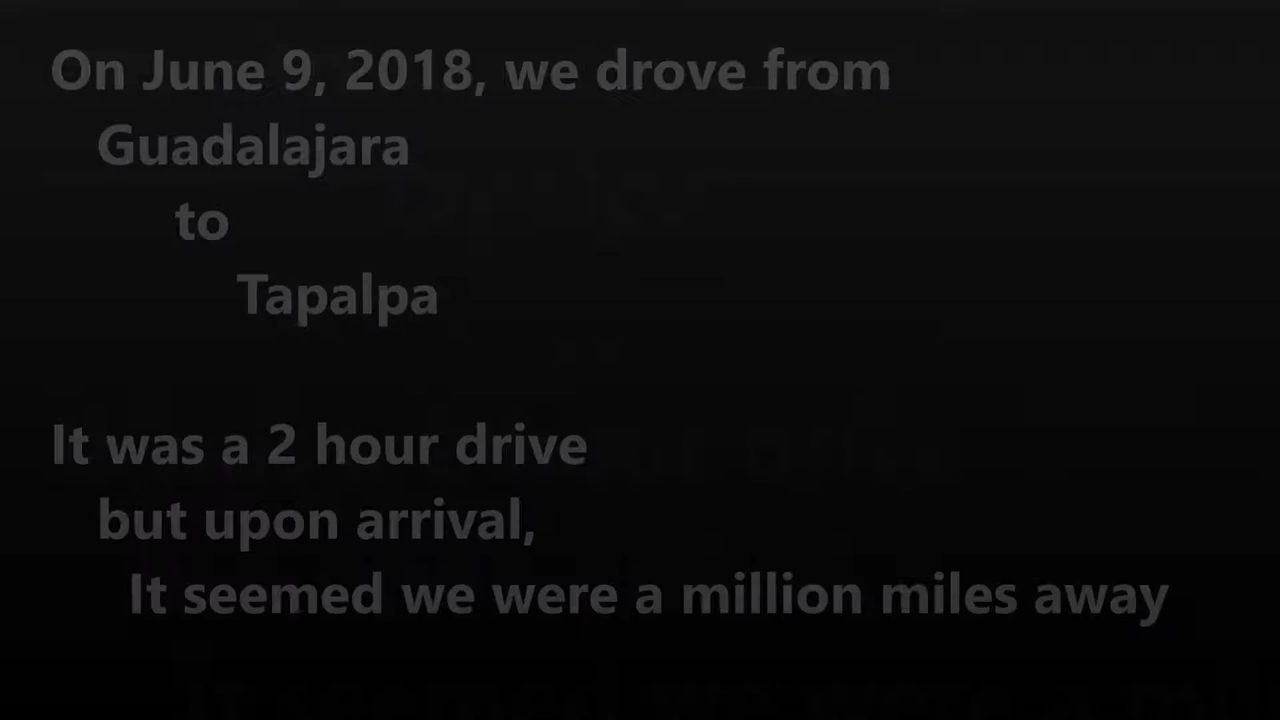 On June 9, 2018, we drove from
Guadalajara
to
Tapalpa
It was a 2 hour drive
but upon arrival,
It seemed we were a million miles away